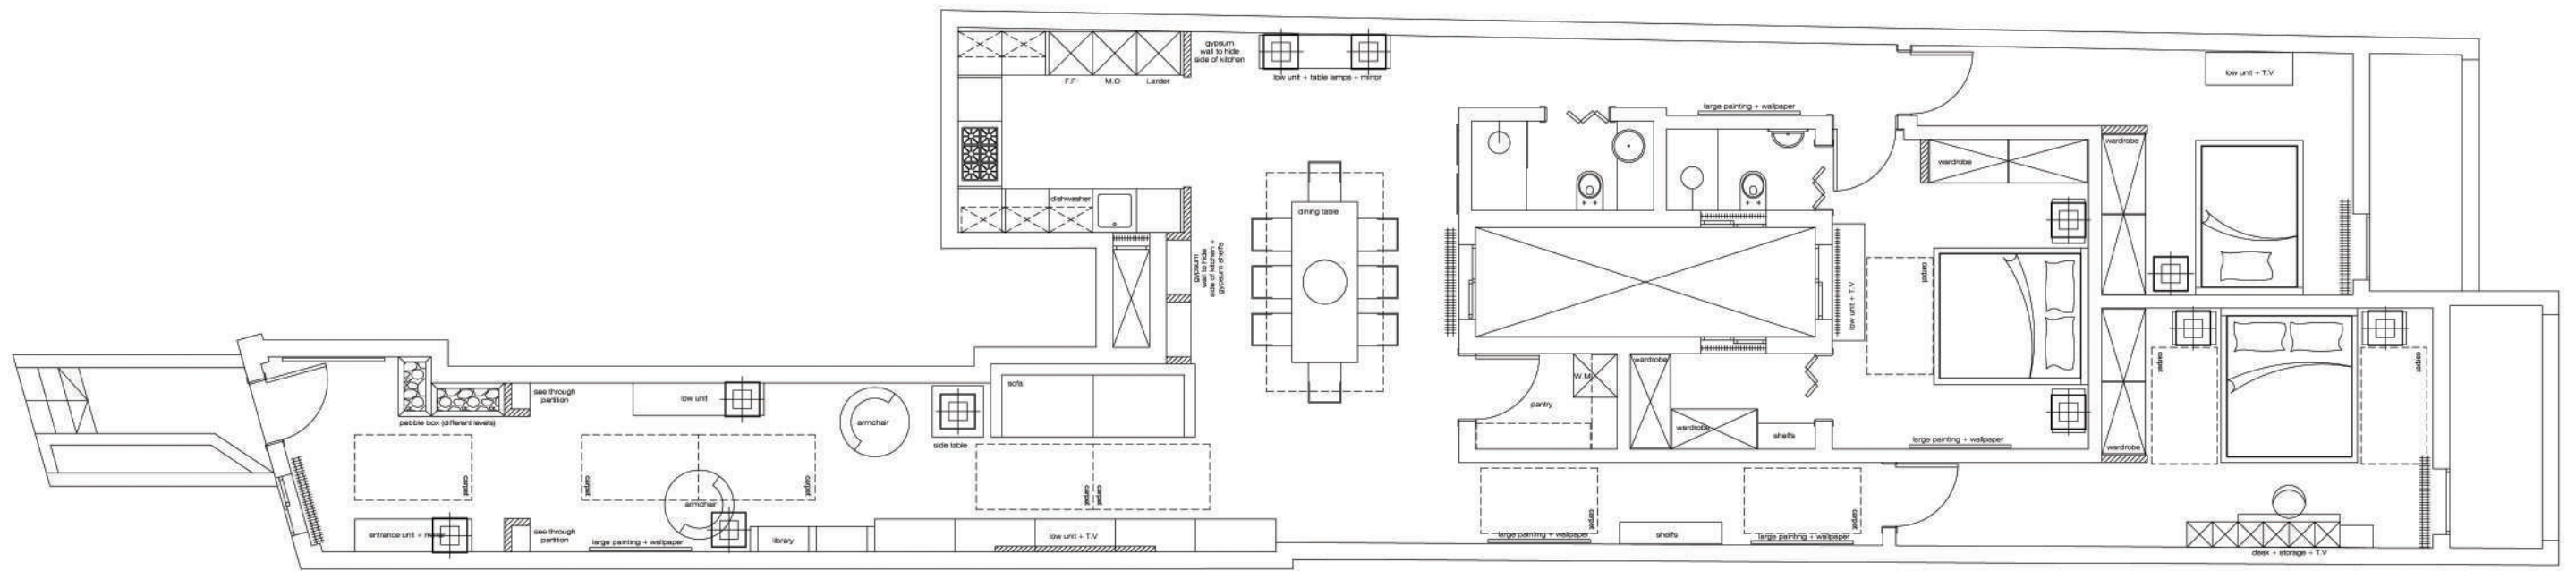 gypsum
wall to hide
side of kitchen
F.F
M.O
Larder
low unit + table lamps + mirror
low unit + T.V
large painting + wallpaper
wardrobe
wardrobe
dishwasher
dining table
gypsum
wall to hide
side of kitchen +
gypsum shelfs
low unit + T.V
carpet
sofa
see through
partition
low unit
armchair
side table
pebble box (different levels)
wardrobe
W.M
pantry
wardrobe
shelfs
large painting + wallpaper
wardrobe
carpet
carpet
carpet
carpet
carpet
carpet
carpet
armchair
entrance unit + mirror
see through
partition
large painting + wallpaper
library
low unit + T.V
carpet
carpet
large painting + wallpaper
shelfs
large painting + wallpaper
desk + storage + T.V